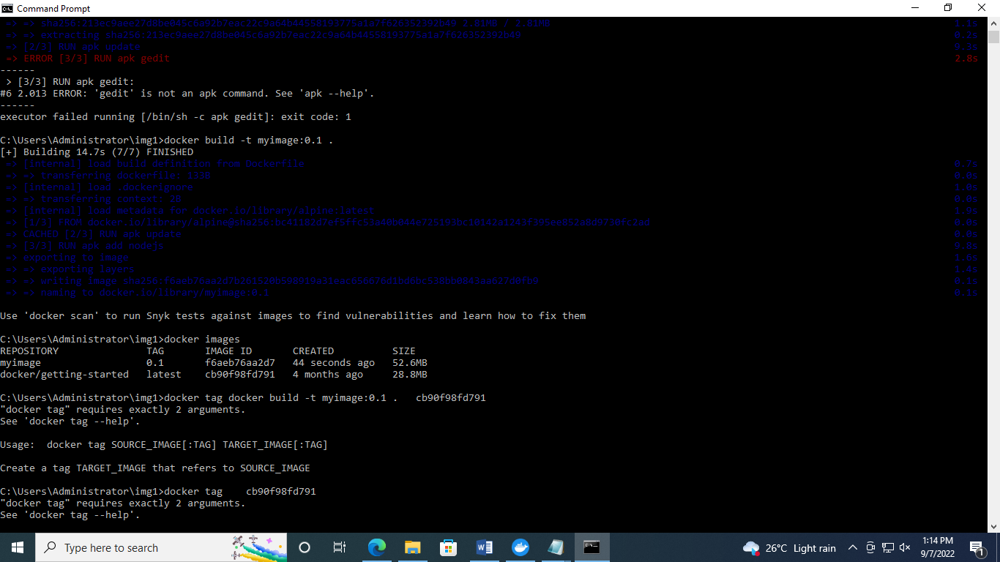 Command Prompt
=> => sha256:213ec9aee27d8be045c6a92b7eac22c9a64b44558193775a1a7f626352392b49 2.81MB / 2.81MB 1.1s
=> => extracting sha256:213ec9aee27d8be045c6a92b7eac22c9a64b44558193775a1a7f626352392b49 0.2s
=> [2/3] RUN apk update 9.3s
=> ERROR [3/3] RUN apk gedit 2.8s
------
> [3/3] RUN apk gedit:
#6 2.013 ERROR: 'gedit' is not an apk command. See 'apk --help'.
------
executor failed running [/bin/sh -c apk gedit]: exit code: 1
C:\Users\Administrator\img1>docker build -t myimage:0.1 .
[+] Building 14.7s (7/7) FINISHED
=> [internal] load build definition from Dockerfile 0.7s
=> => transferring dockerfile: 133B 0.0s
=> [internal] load .dockerignore 1.0s
=> => transferring context: 2B 0.0s
=> [internal] load metadata for docker.io/library/alpine:latest 1.9s
=> [1/3] FROM docker.io/library/alpine@sha256:bc41182d7ef5ffc53a40b044e725193bc10142a1243f395ee852a8d9730fc2ad 0.0s
=> CACHED [2/3] RUN apk update 0.0s
=> [3/3] RUN apk add nodejs 9.8s
=> exporting to image 1.6s
=> => exporting layers 1.4s
=> => writing image sha256:f6aeb76aa2d7b261520b598919a31eac656676d1bd6bc538bb0843aa627d0fb9 0.1s
=> => naming to docker.io/library/myimage:0.1 0.1s
Use 'docker scan' to run Snyk tests against images to find vulnerabilities and learn how to fix them
C:\Users\Administrator\img1>docker images
REPOSITORY TAG IMAGE ID CREATED SIZE
myimage 0.1 f6aeb76aa2d7 44 seconds ago 52.6MB
docker/getting-started latest cb90f98fd791 4 months ago 28.8MB
C:\Users\Administrator\img1>docker tag docker build -t myimage:0.1 . cb90f98fd791
"docker tag" requires exactly 2 arguments.
See 'docker tag --help'.
Usage: docker tag SOURCE_IMAGE[:TAG] TARGET_IMAGE[:TAG]
Create a tag TARGET_IMAGE that refers to SOURCE_IMAGE
C:\Users\Administrator\img1>docker tag cb90f98fd791
"docker tag" requires exactly 2 arguments.
See 'docker tag --help'.
Type here to search
26°C Light rain
1:14 PM
9/7/2022
1